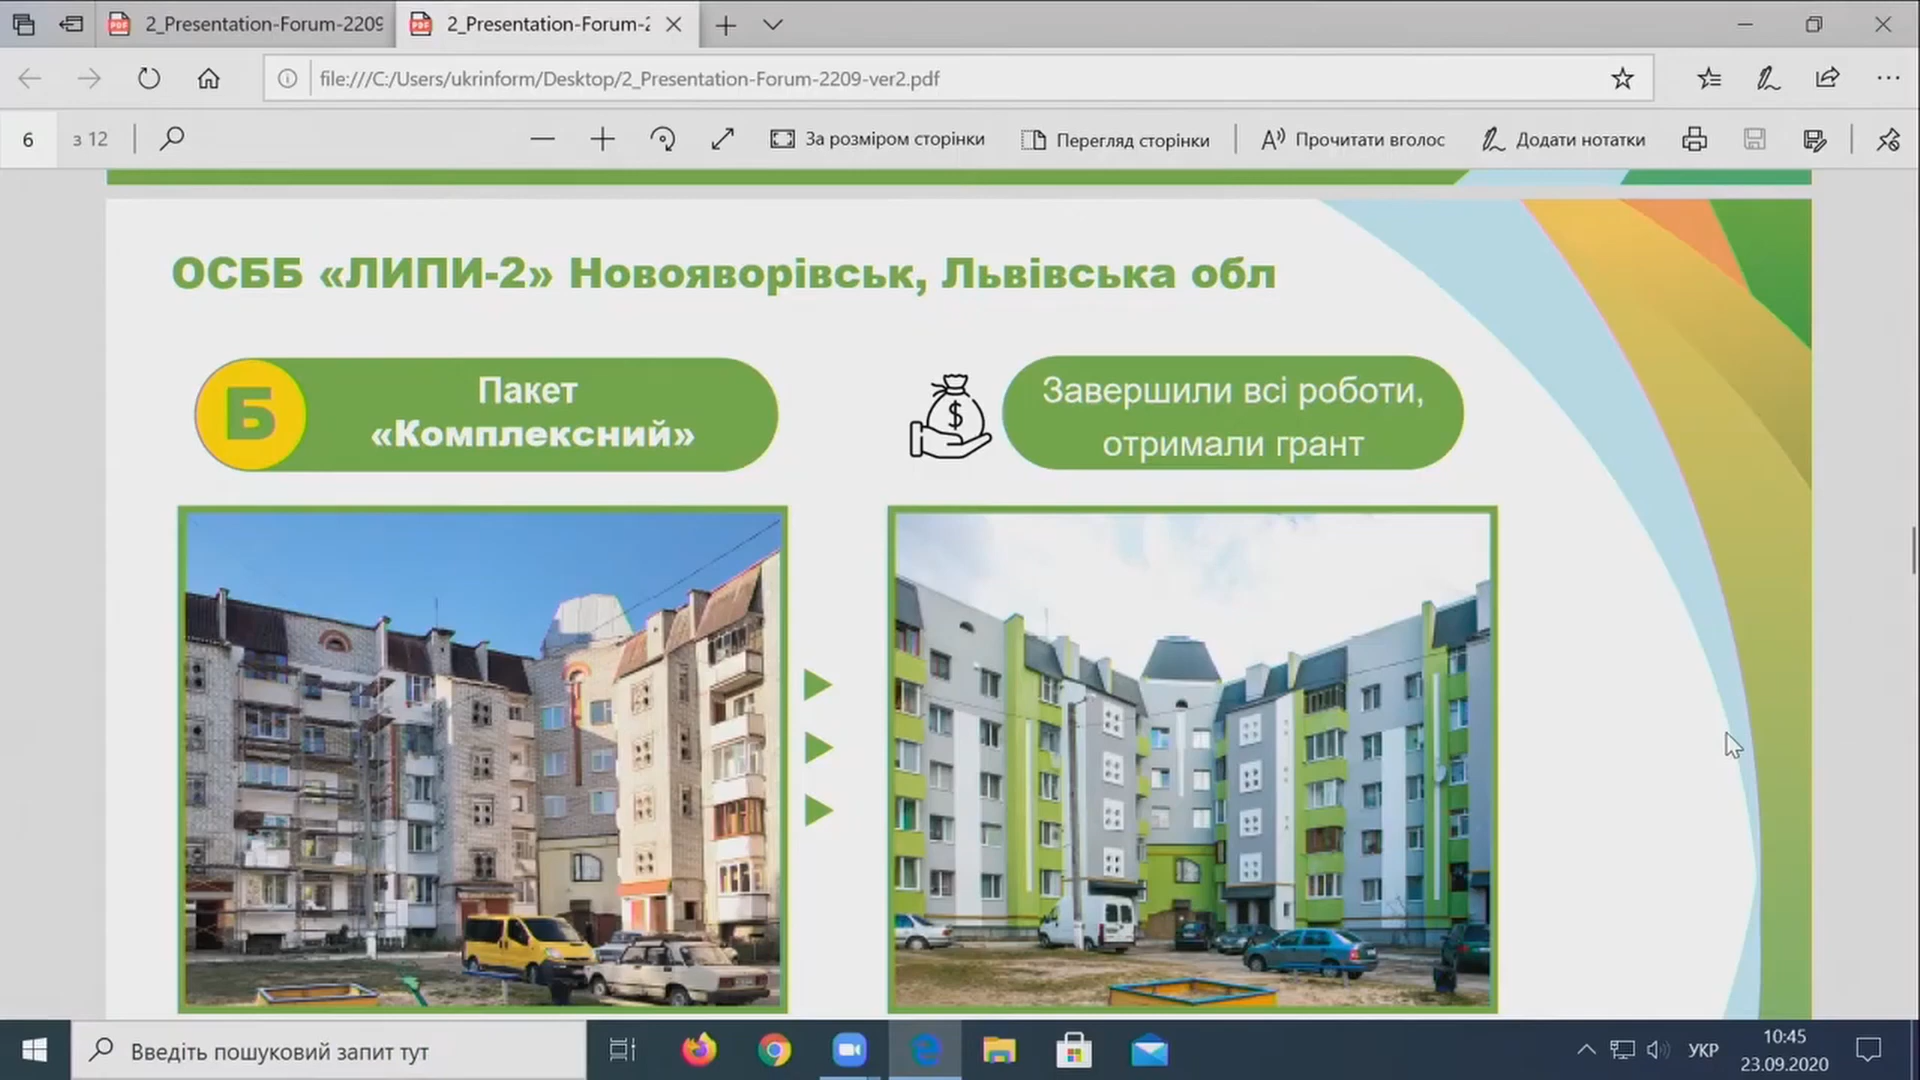 2_Presentation-Forum-2209
2_Presentation-Forum-2
file:///C:/Users/ukrinform/Desktop/2_Presentation-Forum-2209-ver2.pdf
6 з 12 За розміром сторінки Перегляд сторінки Прочитати вголос Додати нотатки
ОСББ «ЛИПИ-2» Новояворівськ, Львівська обл
Б
Пакет
«Комплексний»
Завершили всі роботи,
отримали грант
Введіть пошуковий запит тут
УКР
10:45
23.09.2020